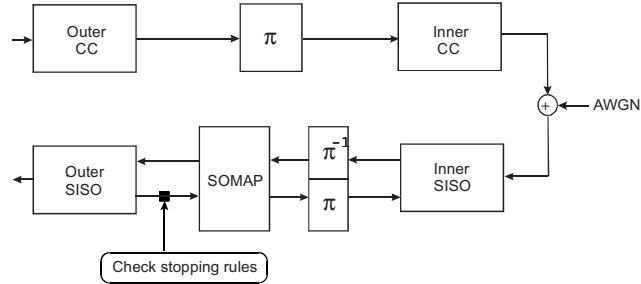 Outer
CC
π
Inner
CC
+
AWGN
Outer
SISO
SOMAP
π-1
π
Inner
SISO
Check stopping rules